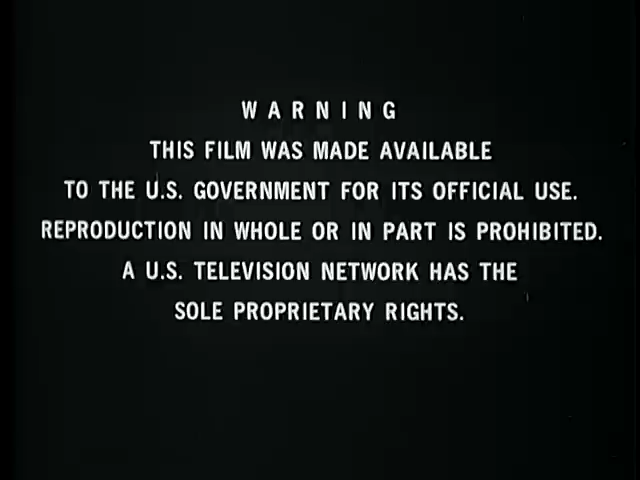 WARNING
THIS FILM WAS MADE AVAILABLE
TO THE U.S. GOVERNMENT FOR ITS OFFICIAL USE.
REPRODUCTION IN WHOLE OR IN PART IS PROHIBITED.
A U.S. TELEVISION NETWORK HAS THE
SOLE PROPRIETARY RIGHTS.